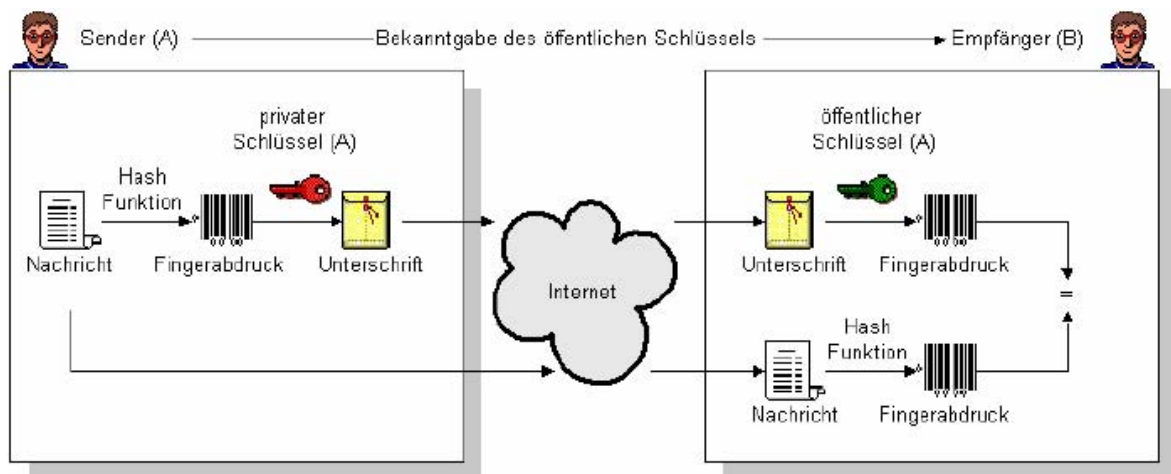 Sender (A)
Bekanntgabe des öffentlichen Schlüssels
Empfänger (B)
privater
Schlüssel (A)
Hash
Funktion
Nachricht
Fingerabdruck
Unterschrift
Internet
öffentlicher
Schlüssel (A)
Unterschrift
Fingerabdruck
=
Hash
Funktion
Nachricht
Fingerabdruck